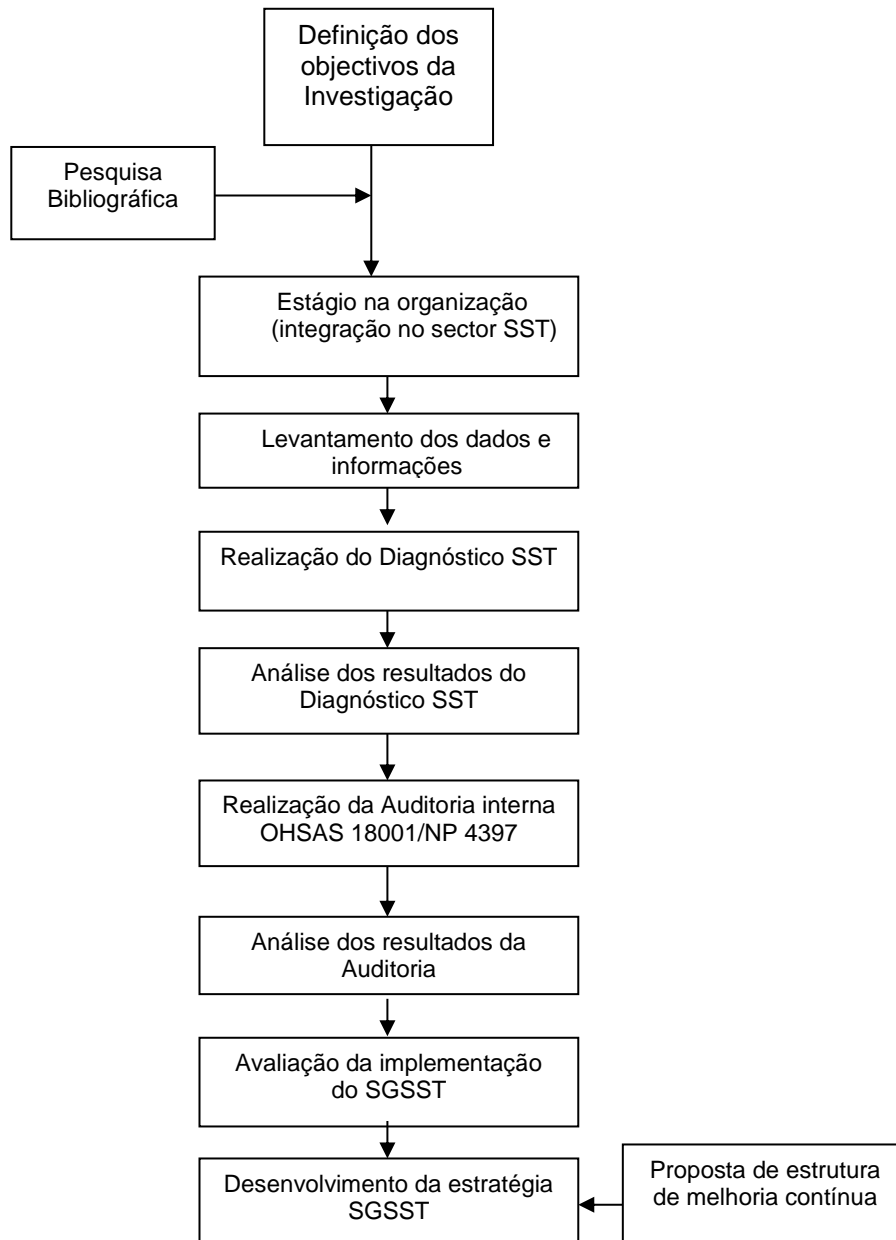 Definição dos
objectivos da
Investigação
Pesquisa
Bibliográfica
Estágio na organização
(integração no sector SST)
Levantamento dos dados e
informações
Realização do Diagnóstico SST
Análise dos resultados do
Diagnóstico SST
Realização da Auditoria interna
OHSAS 18001/NP 4397
Análise dos resultados da
Auditoria
Avaliação da implementação
do SGSST
Desenvolvimento da estratégia
SGSST
Proposta de estrutura
de melhoria contínua